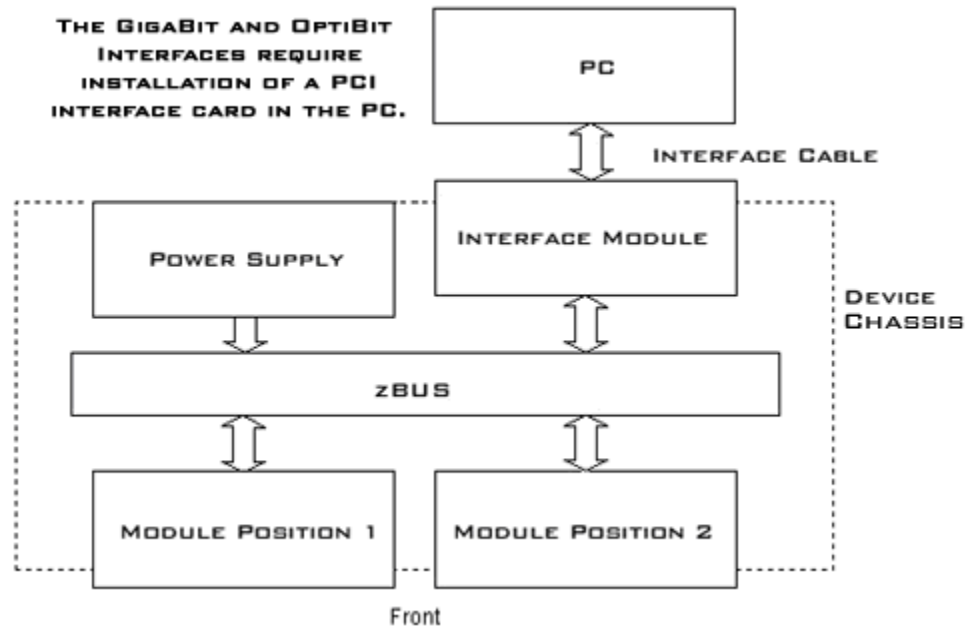 The GigaBit and OptiBit
Interfaces require
installation of a PCI
interface card in the PC.
PC
Interface Cable
Interface Module
Power Supply
Device
Chassis
zBUS
Module Position 1
Module Position 2
Front